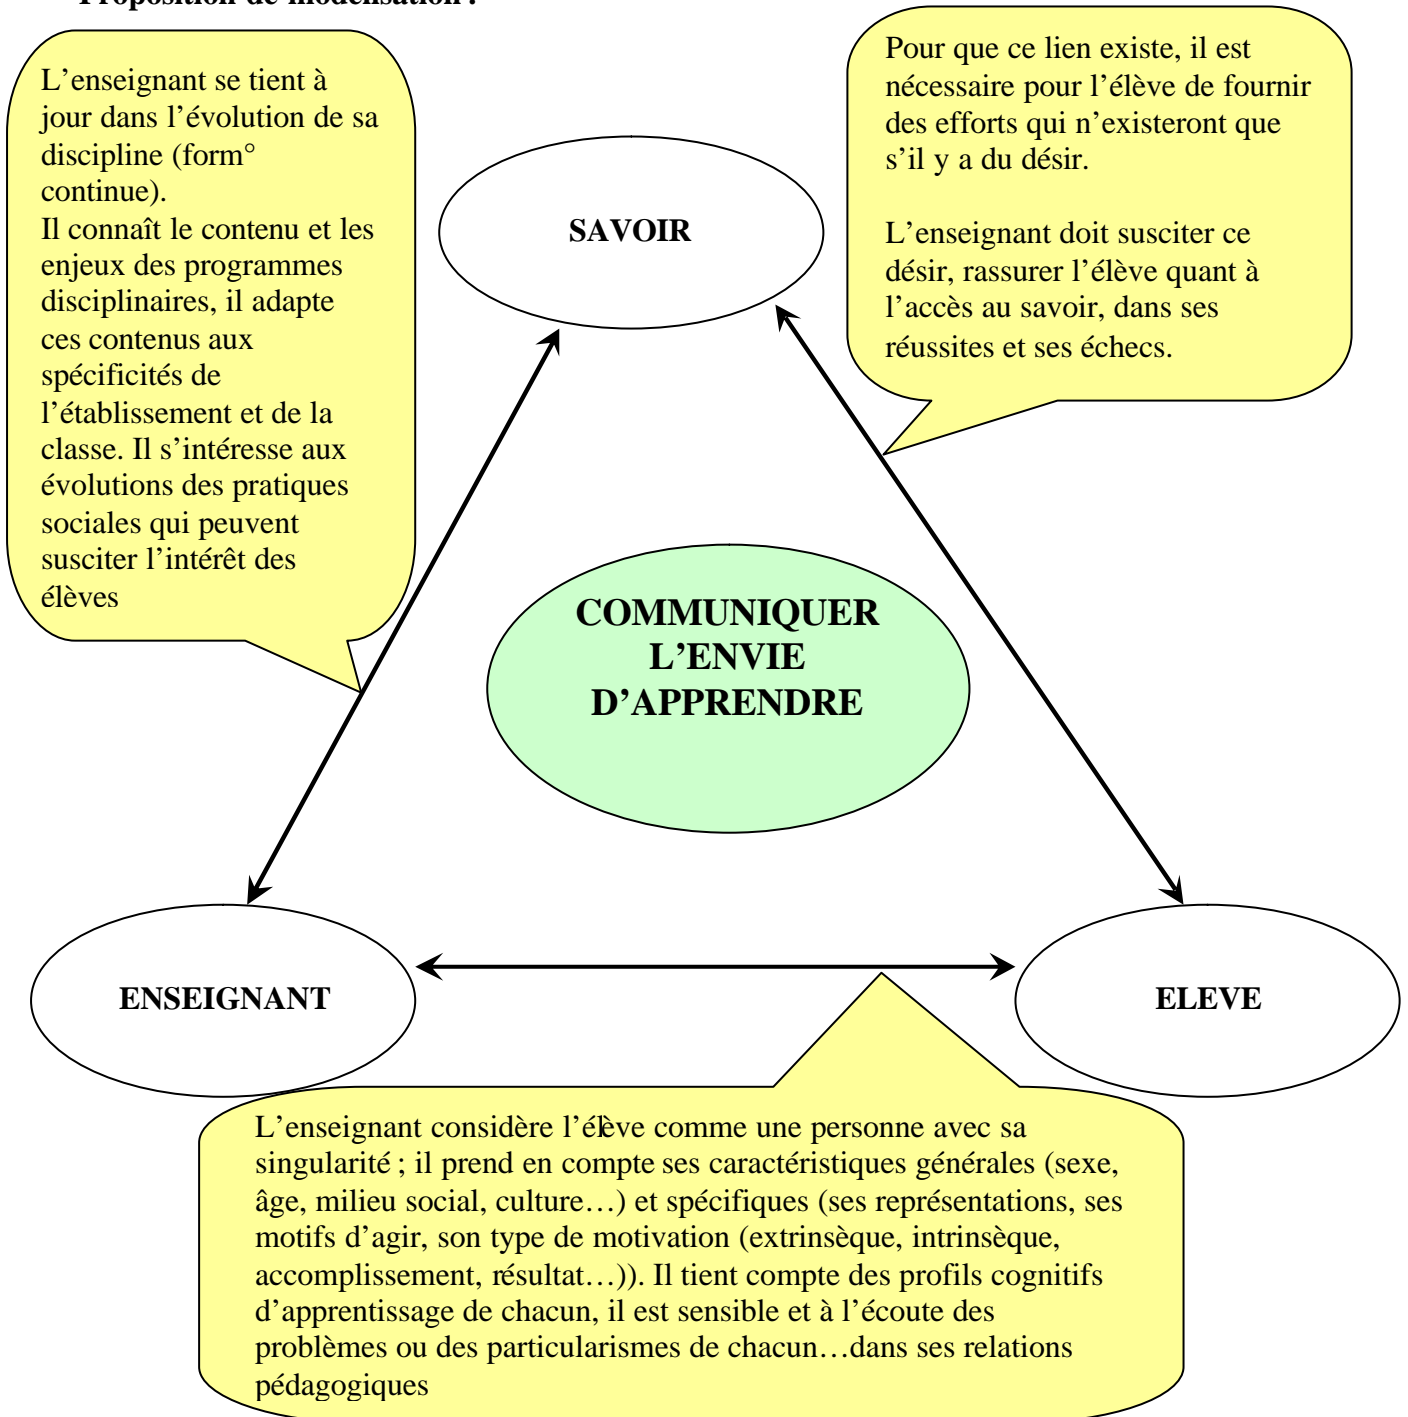 Proposition de modélisation :
L’enseignant se tient à
jour dans l’évolution de sa
discipline (form°
continue).
Il connaît le contenu et les
enjeux des programmes
disciplinaires, il adapte
ces contenus aux
spécificités de
l’établissement et de la
classe. Il s’intéresse aux
évolutions des pratiques
sociales qui peuvent
susciter l’intérêt des
élèves
Pour que ce lien existe, il est
nécessaire pour l’élève de fournir
des efforts qui n’existeront que
s’il y a du désir.
L’enseignant doit susciter ce
désir, rassurer l’élève quant à
l’accès au savoir, dans ses
réussites et ses échecs.
SAVOIR
COMMUNIQUER
L’ENVIE
D’APPRENDRE
ENSEIGNANT
ELEVE
L’enseignant considère l’élève comme une personne avec sa
singularité ; il prend en compte ses caractéristiques générales (sexe,
âge, milieu social, culture…) et spécifiques (ses représentations, ses
motifs d’agir, son type de motivation (extrinsèque, intrinsèque,
accomplissement, résultat…)). Il tient compte des profils cognitifs
d’apprentissage de chacun, il est sensible et à l’écoute des
problèmes ou des particularismes de chacun…dans ses relations
pédagogiques